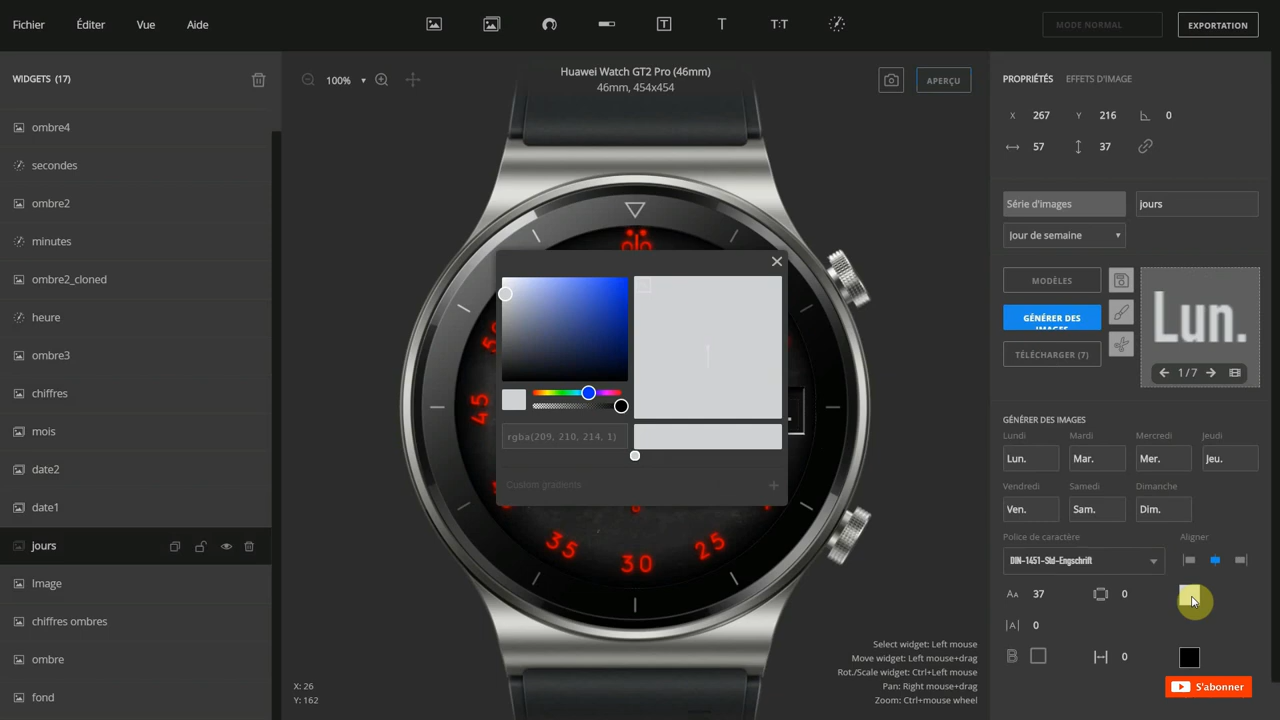 Fichier Éditer Vue Aide
T T T:T
MODE NORMAL EXPORTATION
WIDGETS (17)
ombre4
secondes
ombre2
minutes
ombre2_cloned
heure
ombre3
chiffres
mois
date2
date1
jours
Image
chiffres ombres
ombre
fond
100%
Huawei Watch GT2 Pro (46mm)
46mm, 454x454
APERÇU
45
35
30
25
rgba(209, 210, 214, 1)
Custom gradients
X: 26
Y: 162
Select widget: Left mouse
Move widget: Left mouse+drag
Rot./Scale widget: Ctrl+Left mouse
Pan: Right mouse+drag
Zoom: Ctrl+mouse wheel
PROPRIÉTÉS EFFETS D'IMAGE
X 267 Y 216 0
57 37
Série d'images jours
Jour de semaine
MODÈLES
GÉNÉRER DES
IMAGES
TÉLÉCHARGER (7)
Lun.
1/7
GÉNÉRER DES IMAGES
Lundi Mardi Mercredi Jeudi
Lun. Mar. Mer. Jeu.
Vendredi Samedi Dimanche
Ven. Sam. Dim.
Police de caractère Aligner
DIN-1451-Std-Engschrift
AA 37 0
|A| 0
B 0
S'abonner